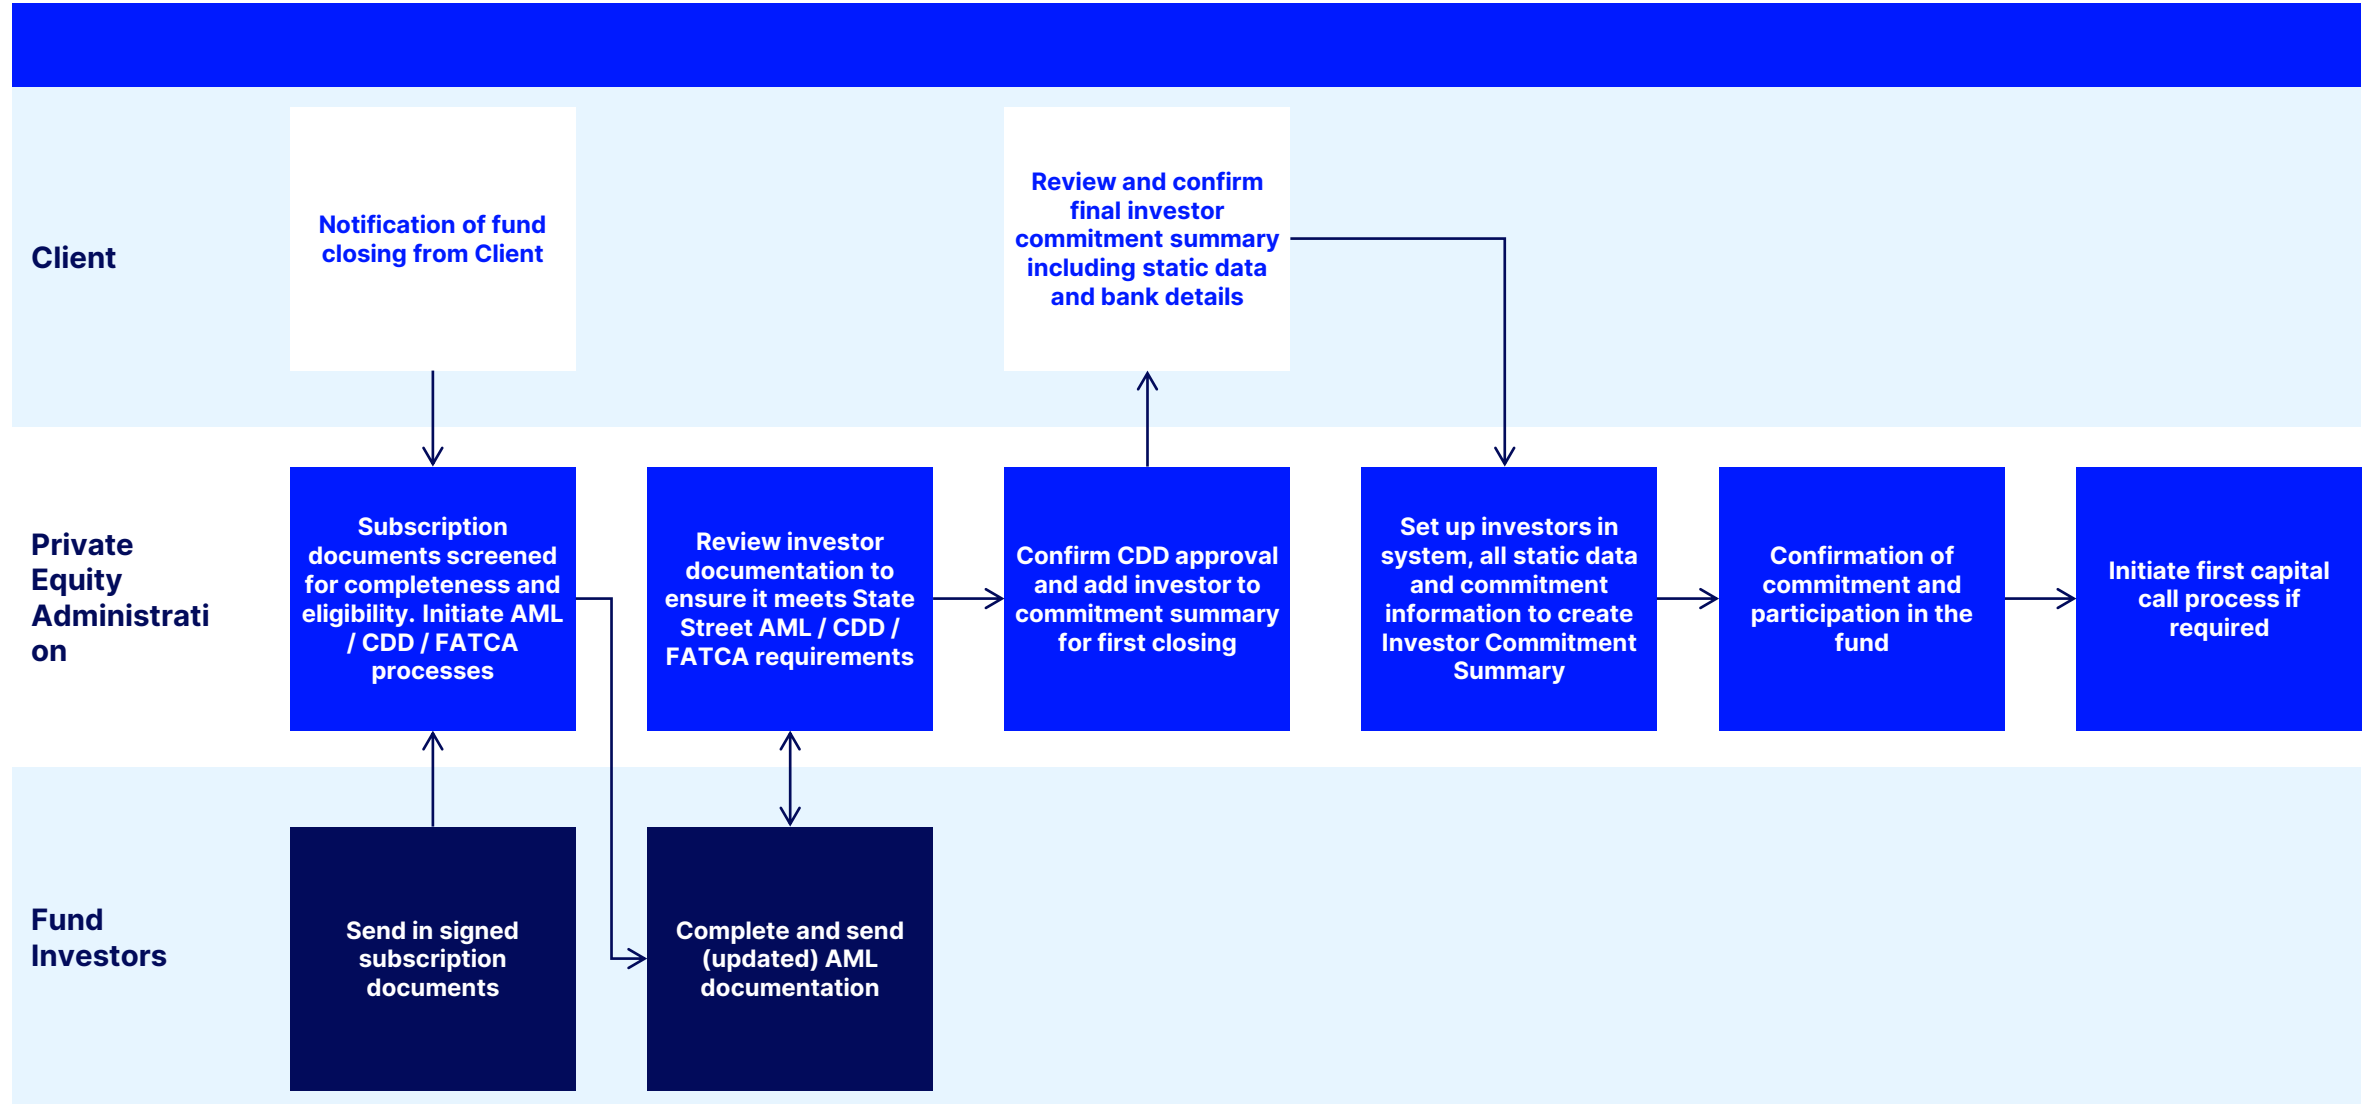 Client
Notification of fund
closing from Client
Review and confirm
final investor
commitment summary
including static data
and bank details
Private
Equity
Administrati
on
Subscription
documents screened
for completeness and
eligibility. Initiate AML
/ CDD / FATCA
processes
Review investor
documentation to
ensure it meets State
Street AML / CDD /
FATCA requirements
Confirm CDD approval
and add investor to
commitment summary
for first closing
Set up investors in
system, all static data
and commitment
information to create
Investor Commitment
Summary
Confirmation of
commitment and
participation in the
fund
Initiate first capital
call process if
required
Fund
Investors
Send in signed
subscription
documents
Complete and send
(updated) AML
documentation